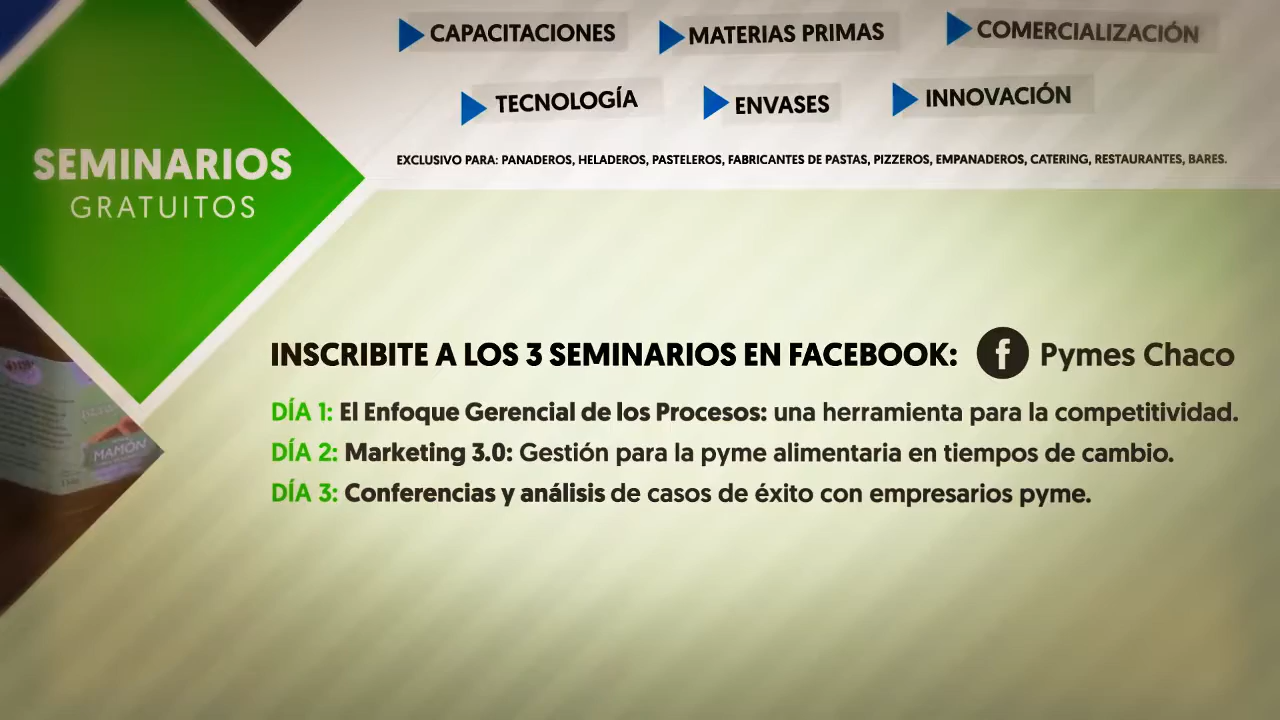 CAPACITACIONES
MATERIAS PRIMAS
COMERCIALIZACIÓN
TECNOLOGÍA
ENVASES
INNOVACIÓN
EXCLUSIVO PARA: PANADEROS, HELADEROS, PASTELEROS, FABRICANTES DE PASTAS, PIZZEROS, EMPANADEROS, CATERING, RESTAURANTES, BARES.
SEMINARIOS
GRATUITOS
INSCRIBITE A LOS 3 SEMINARIOS EN FACEBOOK: f Pymes Chaco
DÍA 1: El Enfoque Gerencial de los Procesos: una herramienta para la competitividad.
DÍA 2: Marketing 3.0: Gestión para la pyme alimentaria en tiempos de cambio.
DÍA 3: Conferencias y análisis de casos de éxito con empresarios pyme.
MAMÓN